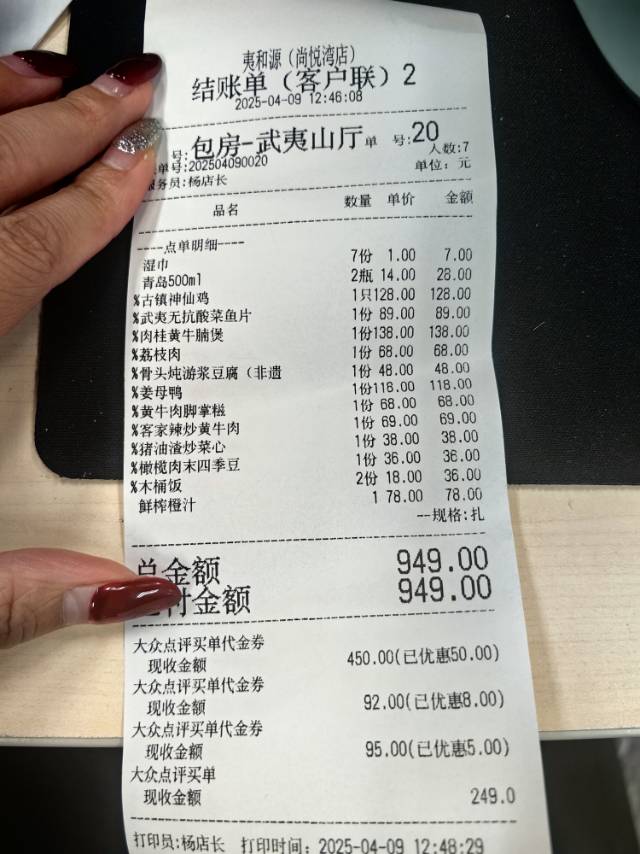 夷和源（尚悦湾店）
结账单（客户联）2
2025-04-09 12:46:08
号: 包房-武夷山厅 单 号:20
单号:202504090020 人数:7
服务员:杨店长 单位: 元
品名 数量 单价 金额
----点单明细----
湿巾 7份 1.00 7.00
青岛500ml 2瓶 14.00 28.00
%古镇神仙鸡 1只128.00 128.00
%武夷无抗酸菜鱼片 1份 89.00 89.00
%肉桂黄牛腩煲 1份138.00 138.00
%荔枝肉 1份 68.00 68.00
%骨头炖游浆豆腐（非遗 1份 48.00 48.00
%姜母鸭 1份118.00 118.00
%黄牛肉脚掌糍 1份 68.00 68.00
%客家辣炒黄牛肉 1份 69.00 69.00
%猪油渣炒菜心 1份 38.00 38.00
%橄榄肉末四季豆 1份 36.00 36.00
%木桶饭 2份 18.00 36.00
鲜榨橙汁 1 78.00 78.00
--规格:扎
总金额 949.00
付金额 949.00
大众点评买单代金券
现收金额 450.00(已优惠50.00)
大众点评买单代金券
现收金额 92.00(已优惠8.00)
大众点评买单代金券
现收金额 95.00(已优惠5.00)
大众点评买单
现收金额 249.0
打印员:杨店长 打印时间: 2025-04-09 12:48:29